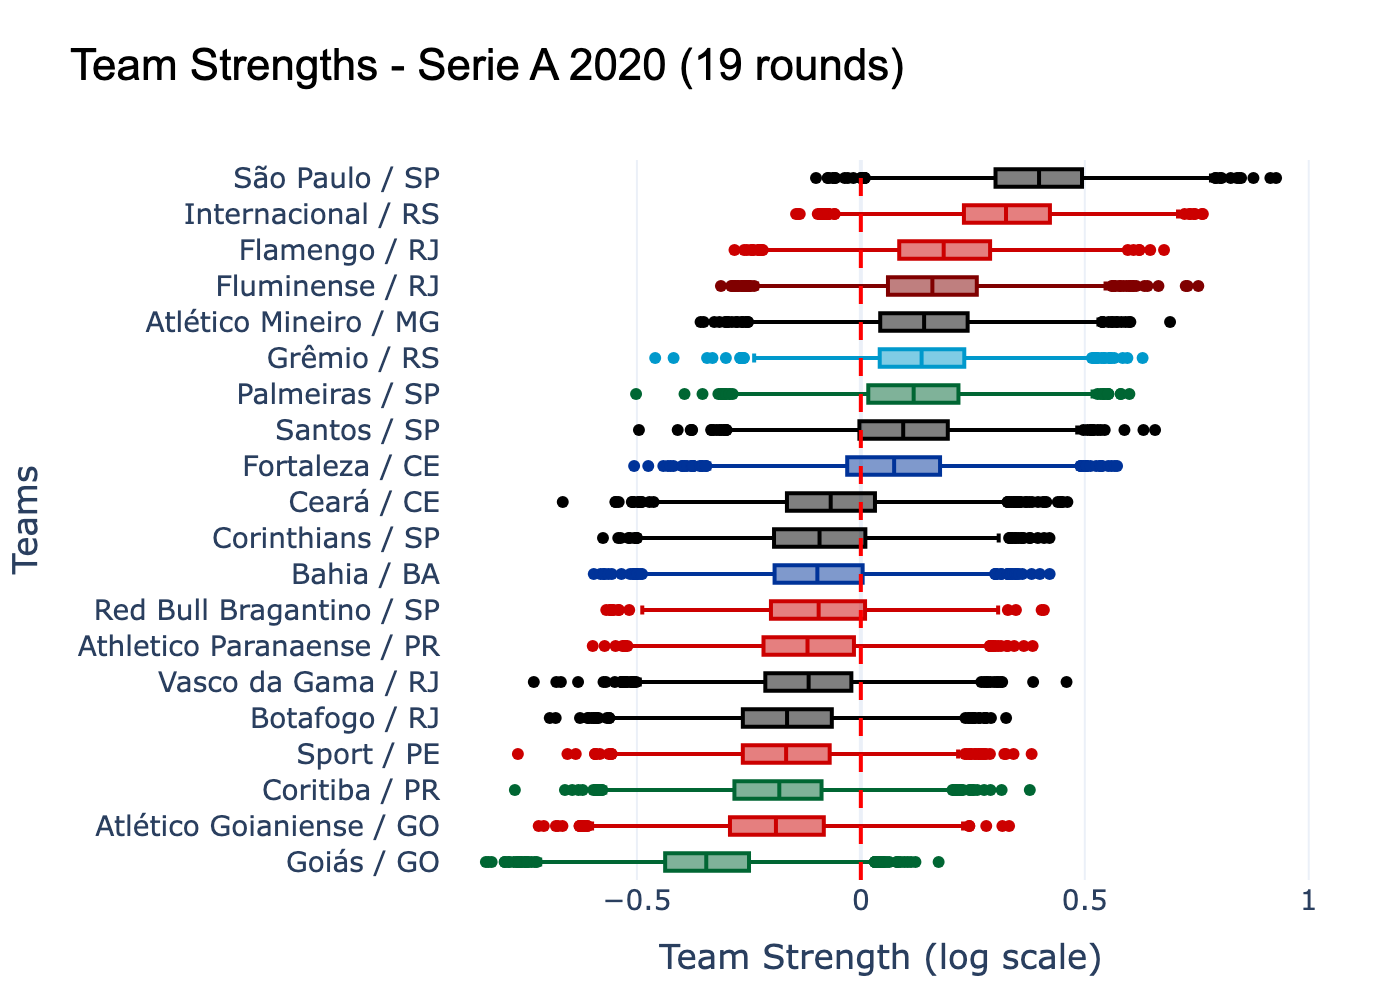 Team Strengths - Serie A 2020 (19 rounds)
São Paulo / SP
Internacional / RS
Flamengo / RJ
Fluminense / RJ
Atlético Mineiro / MG
Grêmio / RS
Palmeiras / SP
Santos / SP
Fortaleza / CE
Ceará / CE
Corinthians / SP
Bahia / BA
Red Bull Bragantino / SP
Athletico Paranaense / PR
Vasco da Gama / RJ
Botafogo / RJ
Sport / PE
Coritiba / PR
Atlético Goianiense / GO
Goiás / GO
Teams
−0.5 0 0.5 1
Team Strength (log scale)